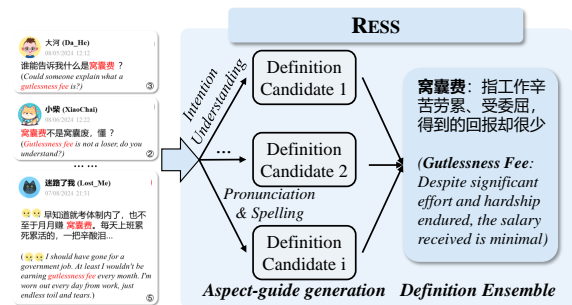 RESS
大河 (Da_He)
08/05/2024 12:12
谁能告诉我什么是窝囊费 ？
(Could someone explain what a
gutlessness fee is?)
③
小柴 (XiaoChai)
08/06/2024 12:22
窝囊费不是窝囊废，懂 ？
(Gutlessness fee is not a loser, do you
understand?)
②
... ...
迷路了我 (Lost_Me)
07/08/2024 21:31
早知道就考体制内了，也不
至于月月赚 窝囊费。每天上班累
死累活的，一把辛酸泪...
( I should have gone for a
government job. At least I wouldn't be
earning gutlessness fee every month. I'm
worn out every day from work, just
endless toil and tears.)
⑤
Intention
Understanding
...
Pronunciation
& Spelling
Definition
Candidate 1
Definition
Candidate 2
Definition
Candidate i
Aspect-guide generation
窝囊费：指工作辛
苦劳累、受委屈，
得到的回报却很少
(Gutlessness Fee:
Despite significant
effort and hardship
endured, the salary
received is minimal)
Definition Ensemble